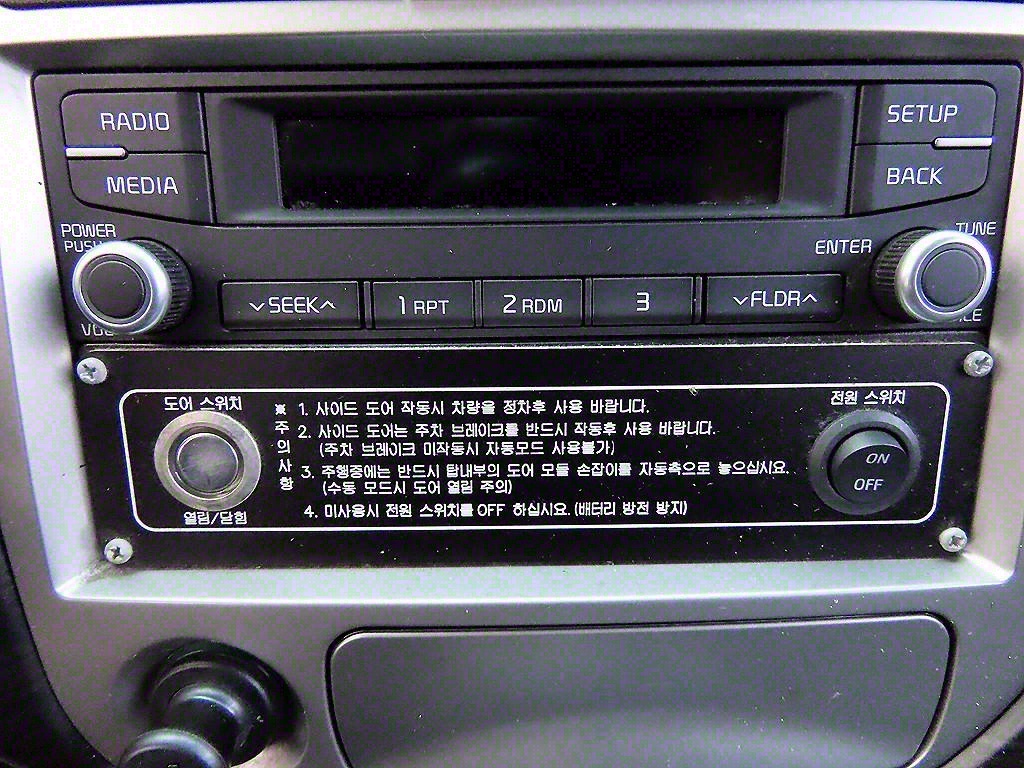 RADIO
SETUP
MEDIA
BACK
POWER
PUSH
TUNE
ENTER
∨SEEK∧
1 RPT
2 RDM
3
∨FLDR∧
도어 스위치
열림/닫힘
※
주
의
사
항
1. 사이드 도어 작동시 차량을 정차후 사용 바랍니다.
2. 사이드 도어는 주차 브레이크를 반드시 작동후 사용 바랍니다.
(주차 브레이크 미작동시 자동모드 사용불가)
3. 주행중에는 반드시 탑내부의 도어 모듈 손잡이를 자동측으로 놓으십시요.
(수동 모드시 도어 열림 주의)
4. 미사용시 전원 스위치를 OFF 하십시요. (배터리 방전 방지)
전원 스위치
ON
OFF